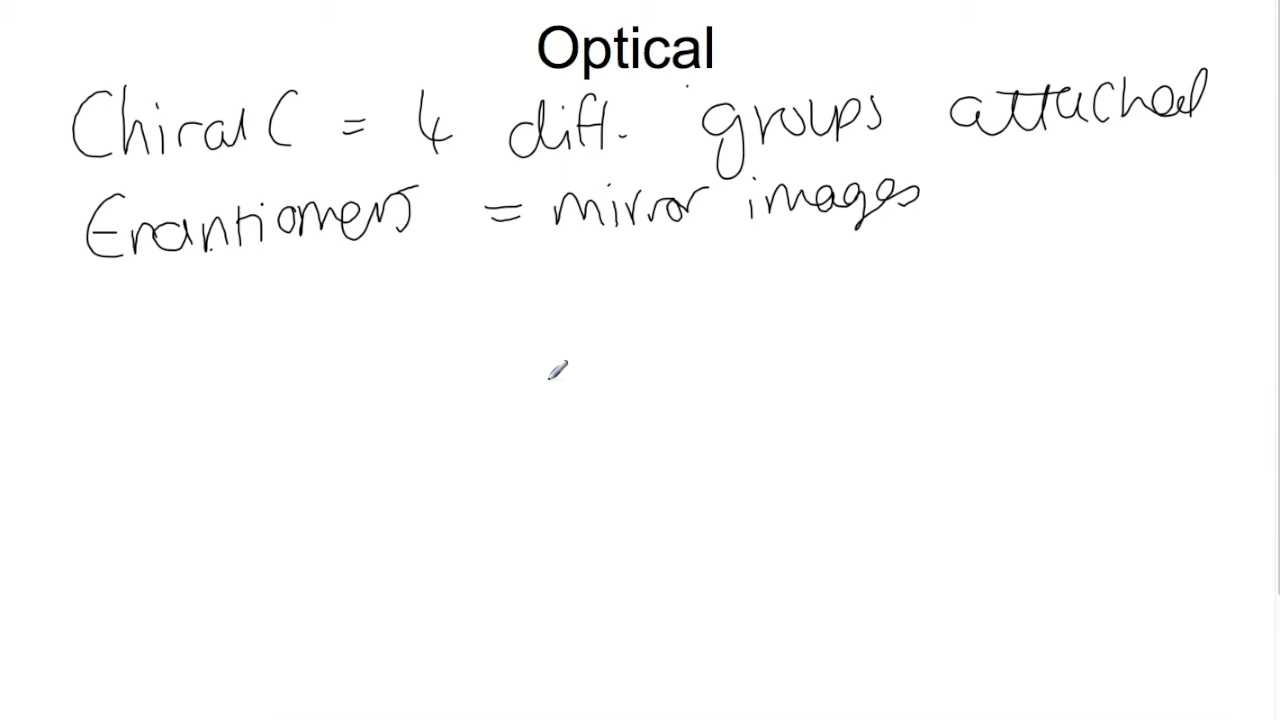 Optical
Chiral C = 4 diff. groups attached
Enantiomers = mirror images